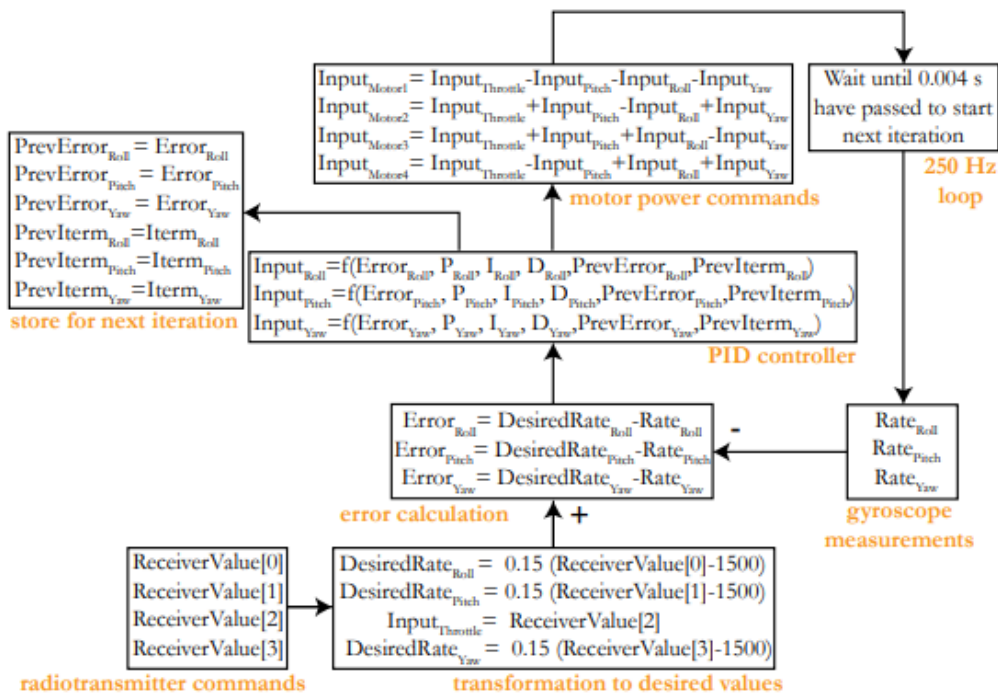 Input_Motor1 = Input_Throttle-Input_Pitch-Input_Roll-Input_Yaw
Input_Motor2 = Input_Throttle+Input_Pitch-Input_Roll+Input_Yaw
Input_Motor3 = Input_Throttle+Input_Pitch+Input_Roll-Input_Yaw
Input_Motor4 = Input_Throttle-Input_Pitch+Input_Roll+Input_Yaw
motor power commands
Wait until 0.004 s
have passed to start
next iteration
250 Hz
loop
PrevError_Roll = Error_Roll
PrevError_Pitch = Error_Pitch
PrevError_Yaw = Error_Yaw
PrevIterm_Roll=Iterm_Roll
PrevIterm_Pitch=Iterm_Pitch
PrevIterm_Yaw=Iterm_Yaw
store for next iteration
Input_Roll=f(Error_Roll, P_Roll, I_Roll, D_Roll,PrevError_Roll,PrevIterm_Roll)
Input_Pitch=f(Error_Pitch, P_Pitch, I_Pitch, D_Pitch,PrevError_Pitch,PrevIterm_Pitch)
Input_Yaw=f(Error_Yaw, P_Yaw, I_Yaw, D_Yaw,PrevError_Yaw,PrevIterm_Yaw)
PID controller
Error_Roll = DesiredRate_Roll-Rate_Roll
Error_Pitch = DesiredRate_Pitch-Rate_Pitch
Error_Yaw = DesiredRate_Yaw-Rate_Yaw
error calculation
+
-
Rate_Roll
Rate_Pitch
Rate_Yaw
gyroscope
measurements
ReceiverValue[0]
ReceiverValue[1]
ReceiverValue[2]
ReceiverValue[3]
radiotransmitter commands
DesiredRate_Roll = 0.15 (ReceiverValue[0]-1500)
DesiredRate_Pitch = 0.15 (ReceiverValue[1]-1500)
Input_Throttle = ReceiverValue[2]
DesiredRate_Yaw = 0.15 (ReceiverValue[3]-1500)
transformation to desired values